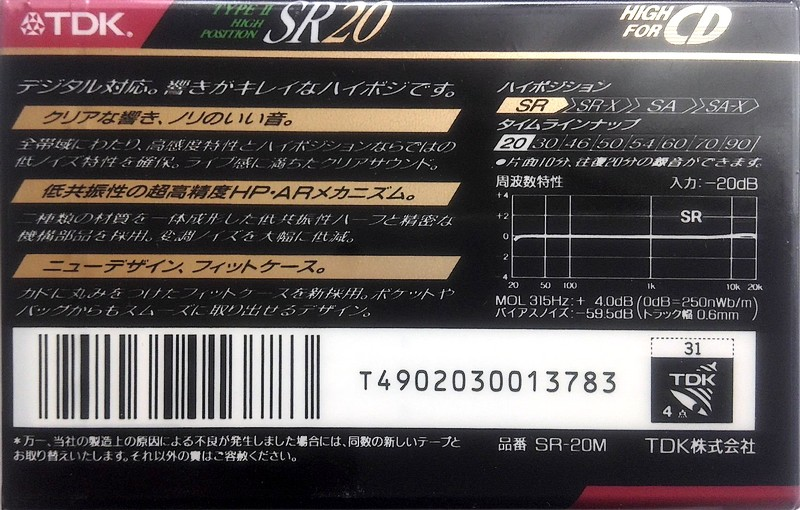 TDK.
TYPE II
HIGH
POSITION
SR20
HIGH
FOR CD
デジタル対応。響きがキレイなハイポジです。
クリアな響き、ノリのいい音。
全帯域にわたり、高感度特性とハイポジションならではの
低ノイズ特性を確保。ライブ感に満ちたクリアサウンド。
低共振性の超高精度HP・ARメカニズム。
二種類の材質を一体成形した低共振性ハーフと精密な
機構部品を採用。変調ノイズを大幅に低減。
ニューデザイン、フィットケース。
カドに丸みをつけたフィットケースを新採用。ポケットや
バッグからもスムーズに取り出せるデザイン。
ハイポジション
SR SR-X SA SA-X
タイムラインナップ
20 30 46 50 54 60 70 90
●片面10分、往復20分の録音ができます。
周波数特性 入力:-20dB
+4
+2
0
2
4
SR
20 50 100 1k 10k 20k
MOL 315Hz:+ 4.0dB (0dB=250nWb/m)
バイアスノイズ:-59.5dB (トラック幅 0.6mm)
T4902030013783
31
TDK
4点
*万一、当社の製造上の原因による不良が発生しました場合には、同数の新しいテープと
お取り替えいたします。それ以外の責はご容赦ください。
品番 SR-20M TDK株式会社